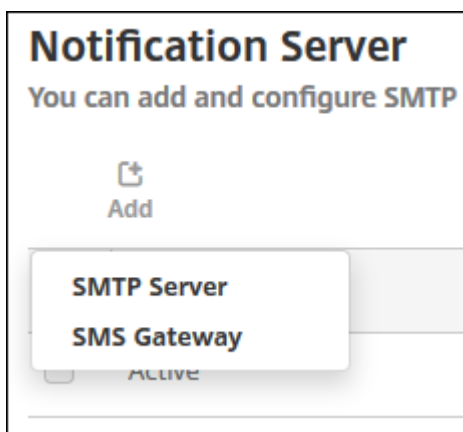 Notification Server
You can add and configure SMTP
Add
SMTP Server
SMS Gateway
Active